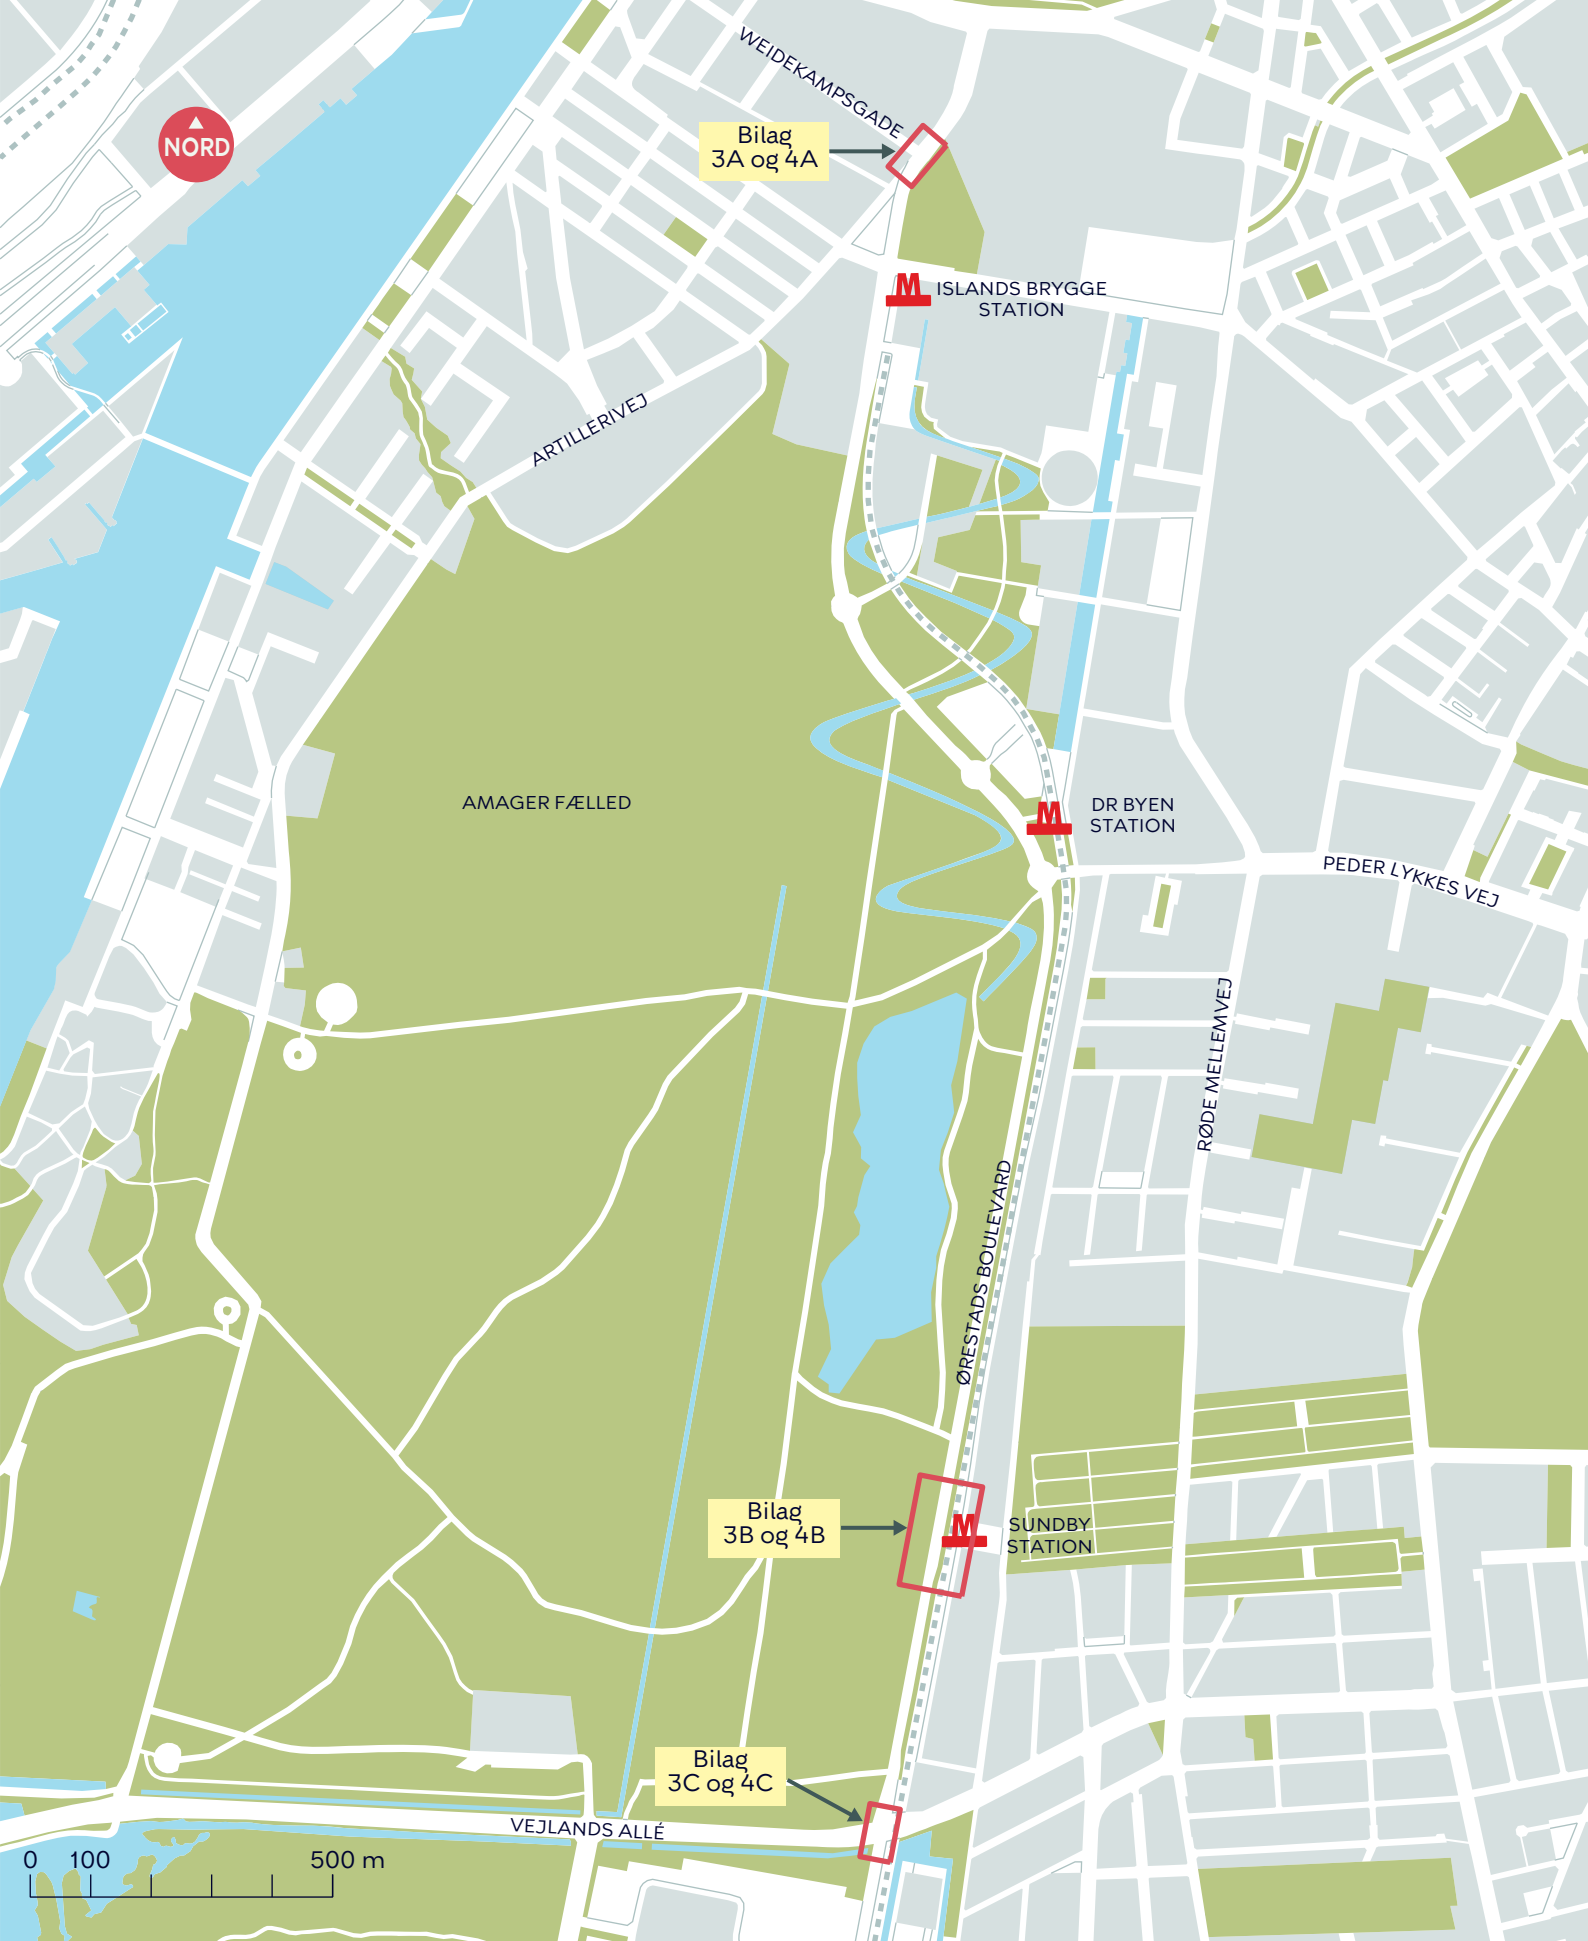 WEIDEKAMPSGADE
NORD
Bilag
3A og 4A
M
ISLANDS BRYGGE
STATION
ARTILLERIVEJ
AMAGER FÆLLED
M
DR BYEN
STATION
PEDER LYKKES VEJ
RØDE MELLEMVEJ
ØRESTADS BOULEVARD
Bilag
3B og 4B
M
SUNDBY
STATION
Bilag
3C og 4C
VEJLANDS ALLÉ
0 100 500 m